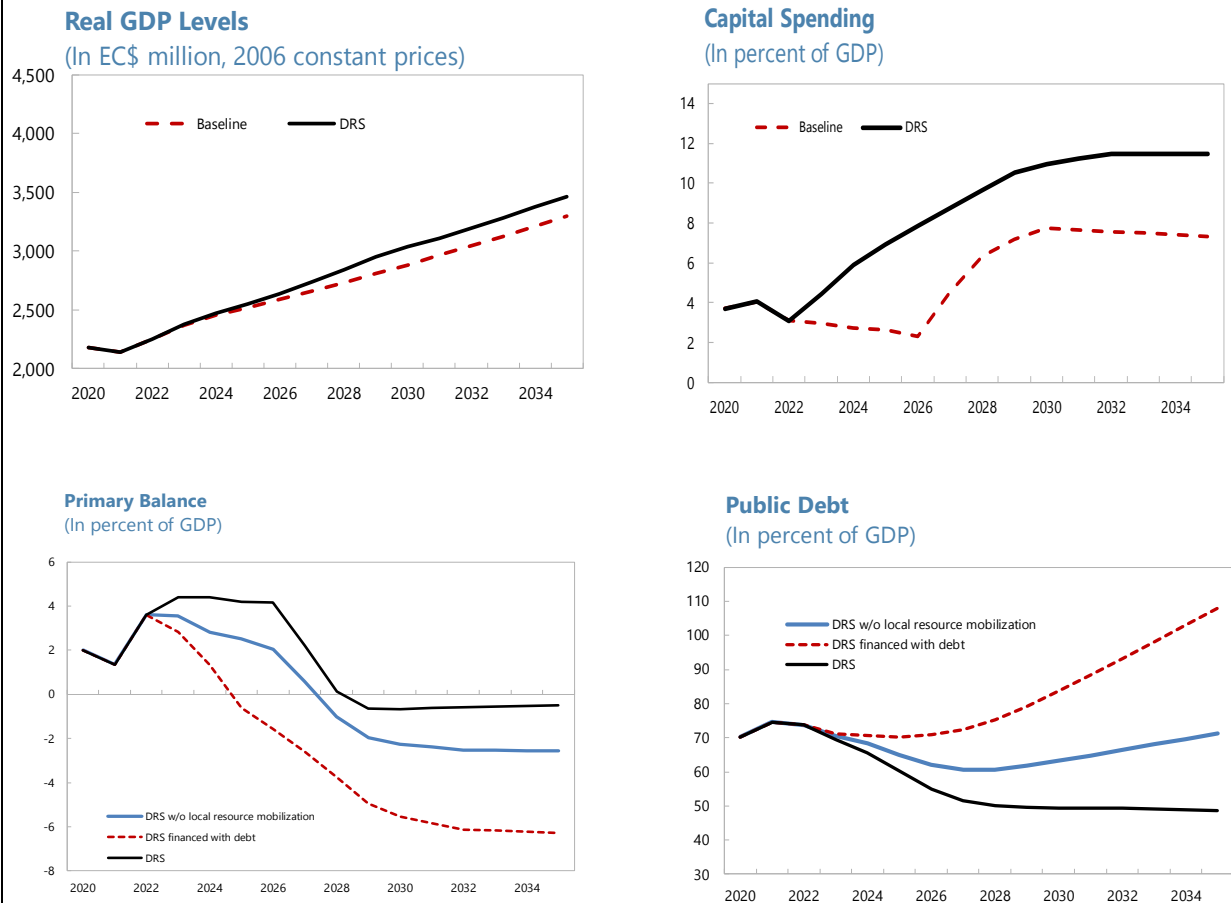 Real GDP Levels
(In EC$ million, 2006 constant prices)
4,500
4,000
3,500
3,000
2,500
2,000
Baseline DRS
2020 2022 2024 2026 2028 2030 2032 2034
Capital Spending
(In percent of GDP)
14
12
10
8
6
4
2
0
Baseline DRS
2020 2022 2024 2026 2028 2030 2032 2034
Primary Balance
(In percent of GDP)
6
4
2
0
-2
-4
-6
-8
DRS w/o local resource mobilization
DRS financed with debt
DRS
2020 2022 2024 2026 2028 2030 2032 2034
Public Debt
(In percent of GDP)
120
110
100
90
80
70
60
50
40
30
DRS w/o local resource mobilization
DRS financed with debt
DRS
2020 2022 2024 2026 2028 2030 2032 2034